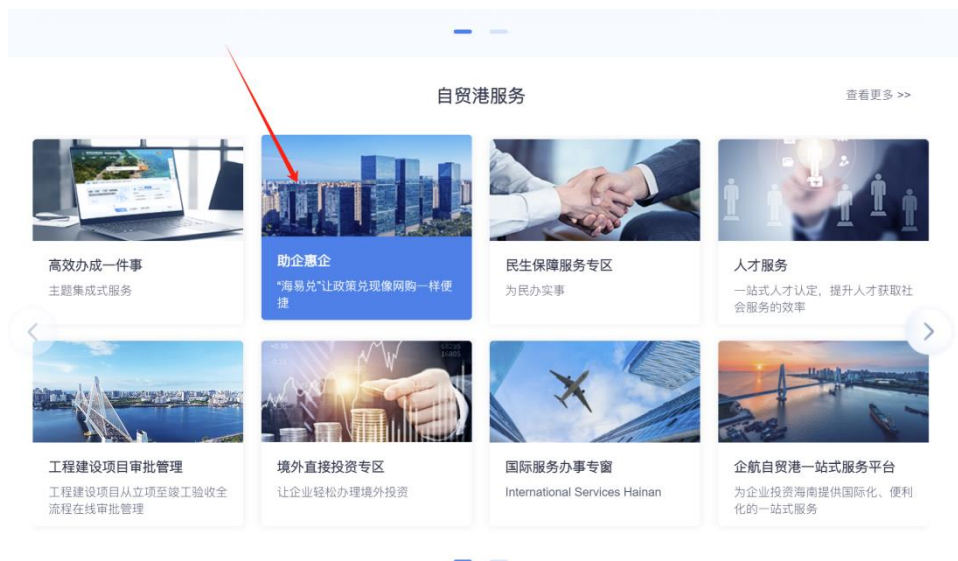 自贸港服务
查看更多 >>
高效办成一件事
主题集成式服务
助企惠企
“海易兑”让政策兑现像网购一样便
捷
民生保障服务专区
为民办实事
人才服务
一站式人才认定，提升人才获取社
会服务的效率
工程建设项目审批管理
工程建设项目从立项至竣工验收全
流程在线审批管理
境外直接投资专区
让企业轻松办理境外投资
国际服务办事专窗
International Services Hainan
企航自贸港一站式服务平台
为企业投资海南提供国际化、便利
化的一站式服务